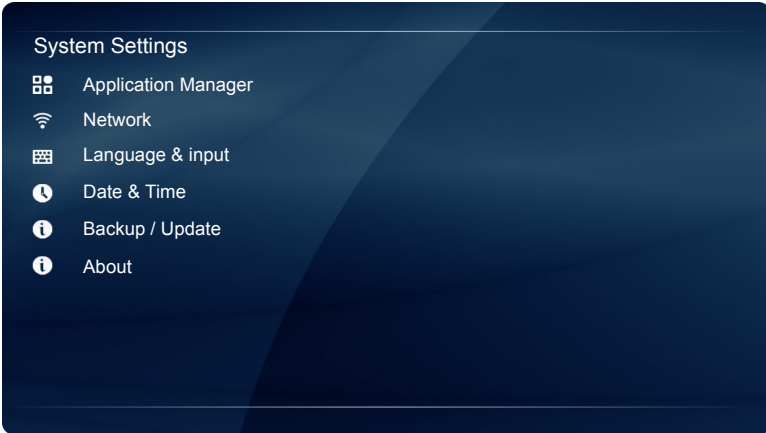 System Settings
Application Manager
Network
Language & input
Date & Time
Backup / Update
About